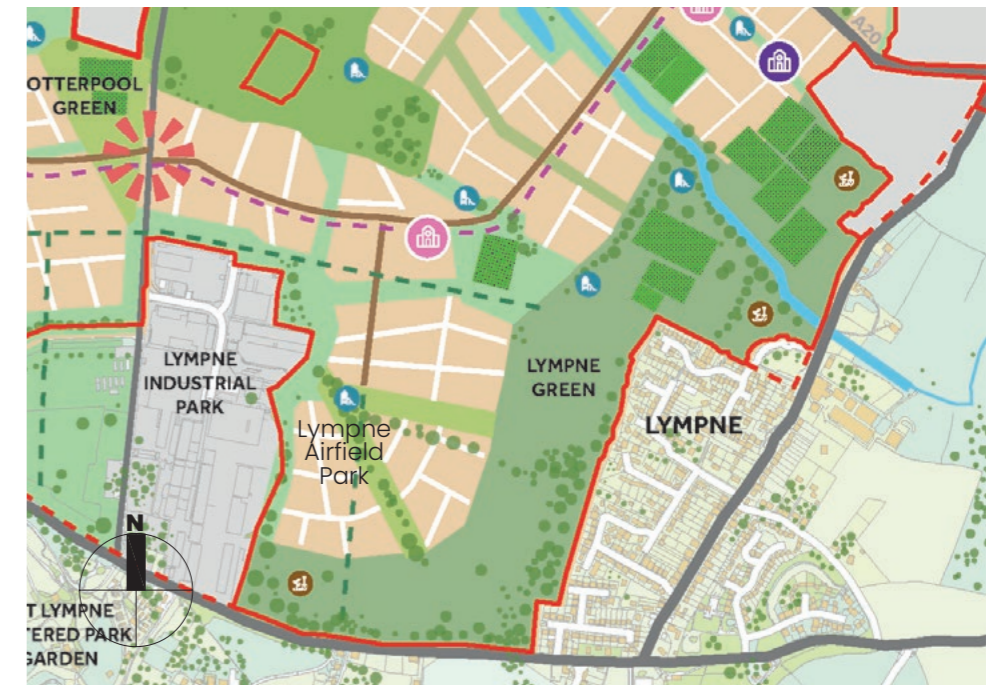 A20
OTTERPOOL
GREEN
LYMPNE
INDUSTRIAL
PARK
LYMPNE
GREEN
LYMPNE
Lympne
Airfield
Park
N
T LYMPNE
TERED PARK
GARDEN